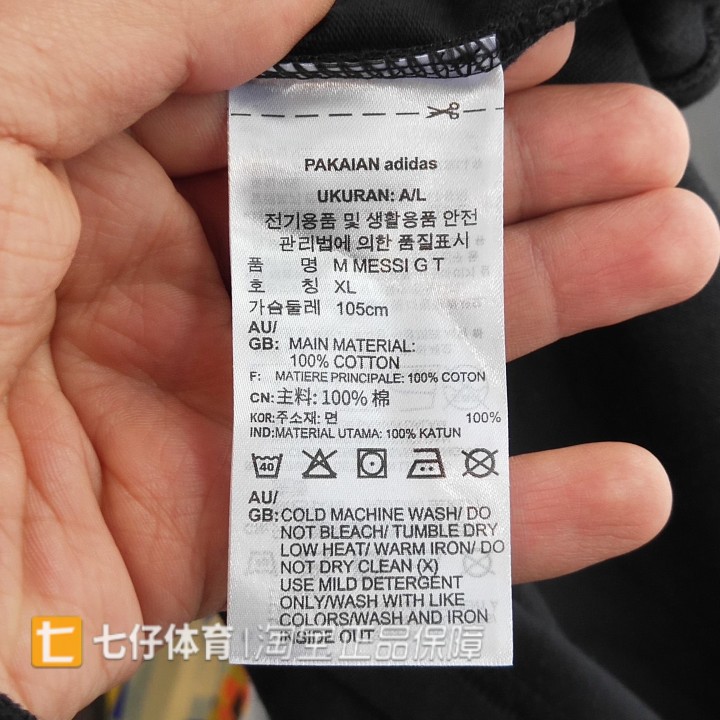 PAKAIAN adidas
UKURAN: A/L
전기용품 및 생활용품 안전
관리법에 의한 품질표시
품 명 M MESSI G T
호 칭 XL
가슴둘레 105cm
AU/
GB: MAIN MATERIAL:
100% COTTON
F: MATIERE PRINCIPALE: 100% COTON
CN: 主料: 100% 棉
KOR: 주소재: 면 100%
IND: MATERIAL UTAMA: 100% KATUN
40
AU/
GB: COLD MACHINE WASH/ DO
NOT BLEACH/ TUMBLE DRY
LOW HEAT/ WARM IRON/ DO
NOT DRY CLEAN (X)
USE MILD DETERGENT
ONLY/WASH WITH LIKE
COLORS/WASH AND IRON
INSIDE OUT
七 七仔体育 | 淘宝正品保障